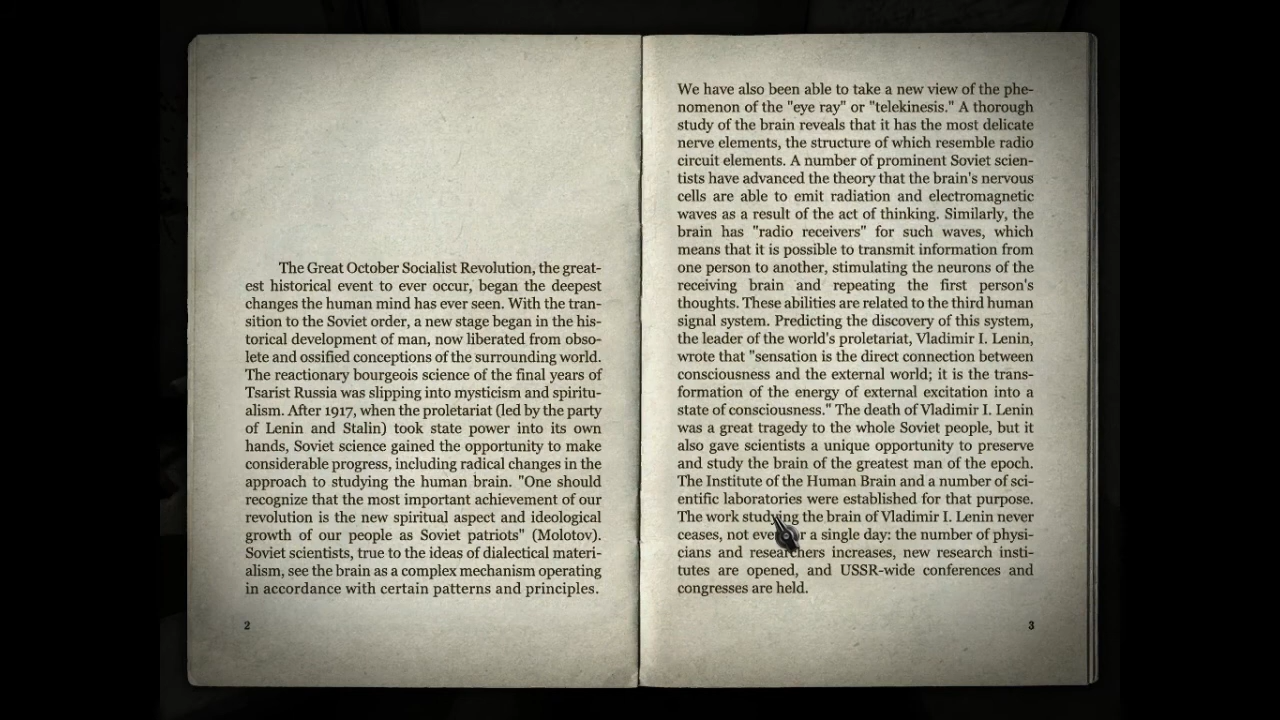 The Great October Socialist Revolution, the great-
est historical event to ever occur, began the deepest
changes the human mind has ever seen. With the tran-
sition to the Soviet order, a new stage began in the his-
torical development of man, now liberated from obso-
lete and ossified conceptions of the surrounding world.
The reactionary bourgeois science of the final years of
Tsarist Russia was slipping into mysticism and spiritu-
alism. After 1917, when the proletariat (led by the party
of Lenin and Stalin) took state power into its own
hands, Soviet science gained the opportunity to make
considerable progress, including radical changes in the
approach to studying the human brain. "One should
recognize that the most important achievement of our
revolution is the new spiritual aspect and ideological
growth of our people as Soviet patriots" (Molotov).
Soviet scientists, true to the ideas of dialectical materi-
alism, see the brain as a complex mechanism operating
in accordance with certain patterns and principles.
2
We have also been able to take a new view of the phe-
nomenon of the "eye ray" or "telekinesis." A thorough
study of the brain reveals that it has the most delicate
nerve elements, the structure of which resemble radio
circuit elements. A number of prominent Soviet scien-
tists have advanced the theory that the brain's nervous
cells are able to emit radiation and electromagnetic
waves as a result of the act of thinking. Similarly, the
brain has "radio receivers" for such waves, which
means that it is possible to transmit information from
one person to another, stimulating the neurons of the
receiving brain and repeating the first person's
thoughts. These abilities are related to the third human
signal system. Predicting the discovery of this system,
the leader of the world's proletariat, Vladimir I. Lenin,
wrote that "sensation is the direct connection between
consciousness and the external world; it is the trans-
formation of the energy of external excitation into a
state of consciousness." The death of Vladimir I. Lenin
was a great tragedy to the whole Soviet people, but it
also gave scientists a unique opportunity to preserve
and study the brain of the greatest man of the epoch.
The Institute of the Human Brain and a number of sci-
entific laboratories were established for that purpose.
The work studying the brain of Vladimir I. Lenin never
ceases, not even for a single day: the number of physi-
cians and researchers increases, new research insti-
tutes are opened, and USSR-wide conferences and
congresses are held.
3